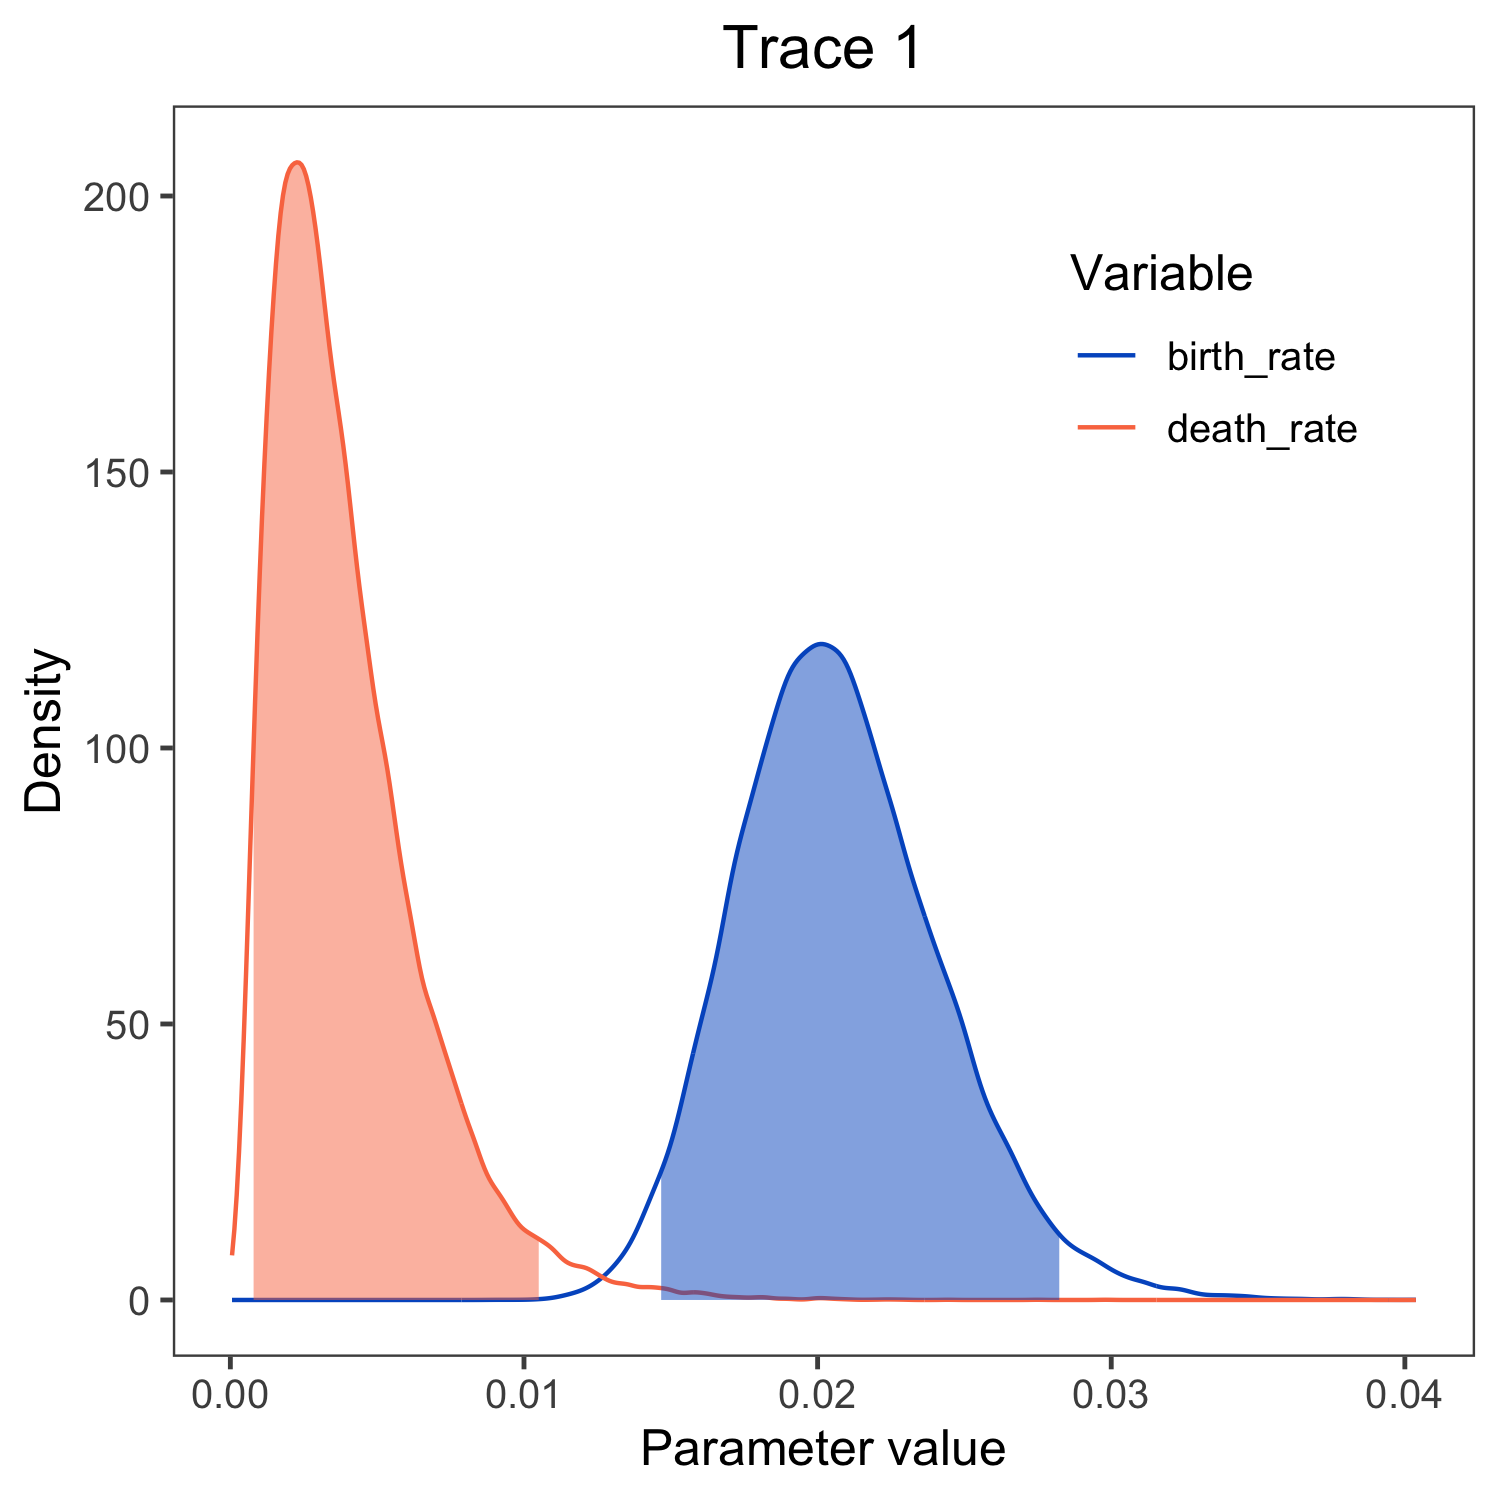 Trace 1
200
150
100
50
0
Density
Variable
birth_rate
death_rate
0.00 0.01 0.02 0.03 0.04
Parameter value